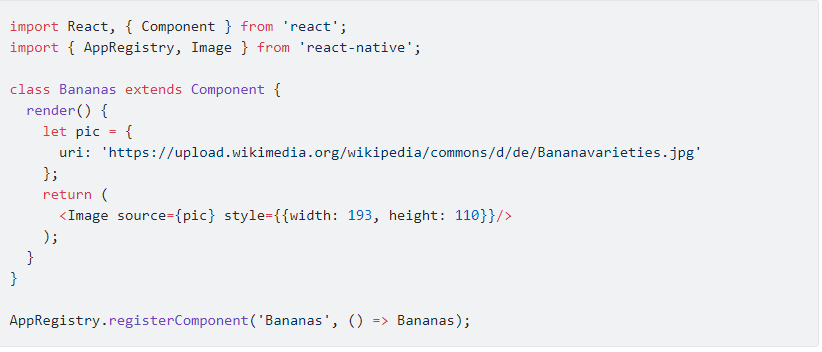 import React, { Component } from 'react';
import { AppRegistry, Image } from 'react-native';

class Bananas extends Component {
  render() {
    let pic = {
      uri: 'https://upload.wikimedia.org/wikipedia/commons/d/de/Bananavarieties.jpg'
    };
    return (
      <Image source={pic} style={{width: 193, height: 110}}/>
    );
  }
}

AppRegistry.registerComponent('Bananas', () => Bananas);